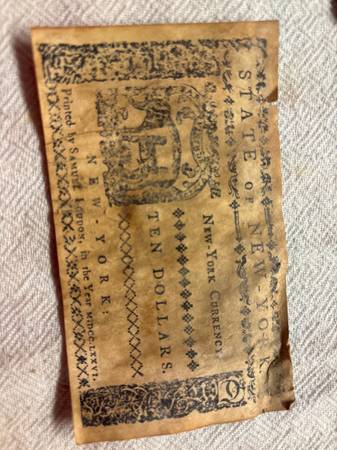 STATE OF NEW-YORK.
NEW-YORK CURRENCY.
TEN DOLLARS.
NEW-YORK:
Printed by SAMUEL LOUDON, in the Year MDCCLXXVI